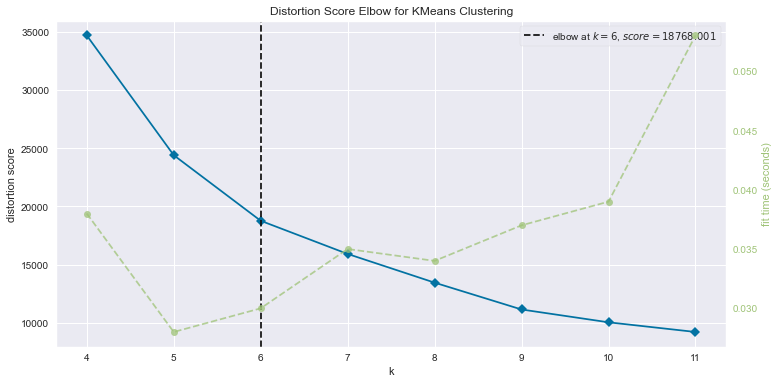 Distortion Score Elbow for KMeans Clustering
elbow at k = 6, score = 18768.001
distortion score
35000
30000
25000
20000
15000
10000
0.050
0.045
0.040
0.035
0.030
fit time (seconds)
4 5 6 7 8 9 10 11
k